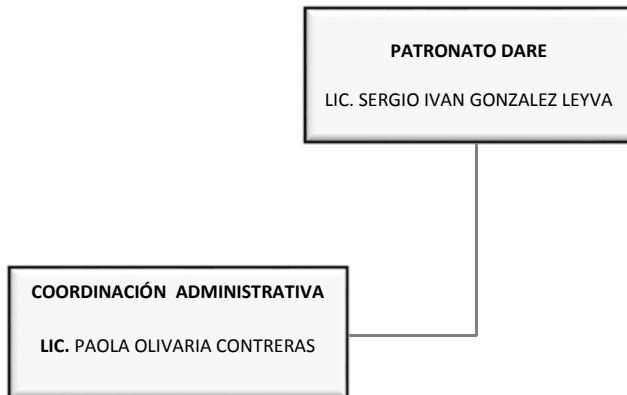 PATRONATO DARE
LIC. SERGIO IVAN GONZALEZ LEYVA
COORDINACIÓN ADMINISTRATIVA
LIC. PAOLA OLIVARIA CONTRERAS